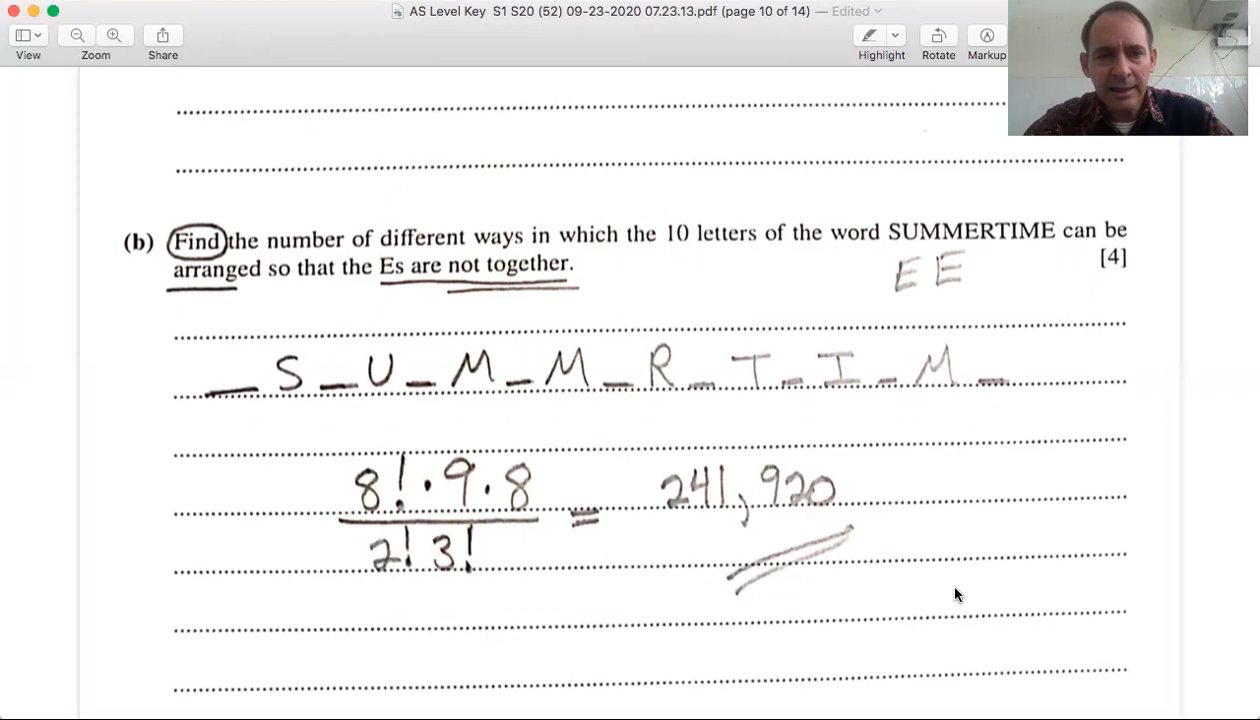 AS Level Key S1 S20 (52) 09-23-2020 07.23.13.pdf (page 10 of 14) — Edited
View Zoom Share Highlight Rotate Markup
(b) Find the number of different ways in which the 10 letters of the word SUMMERTIME can be
arranged so that the Es are not together. [4]
E E
_ S _ U _ M _ M _ R _ T _ I _ M _
8! · 9 · 8
2! 3!
= 241,920